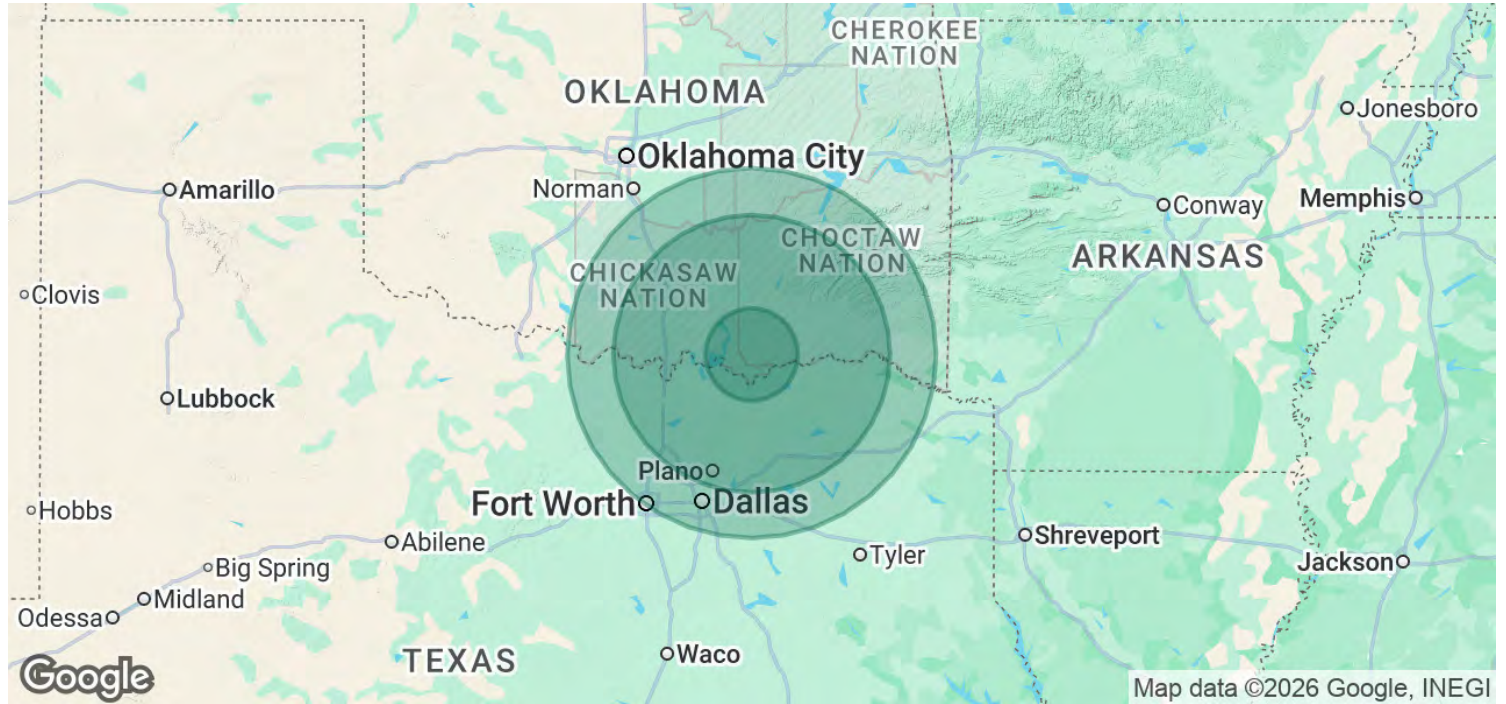 CHEROKEE
NATION
OKLAHOMA
Jonesboro
Oklahoma City
Amarillo
Norman
Memphis
Conway
CHOCTAW
NATION
ARKANSAS
CHICKASAW
NATION
Clovis
Lubbock
Plano
Fort Worth
Dallas
Hobbs
Abilene
Shreveport
Tyler
Jackson
Big Spring
Midland
Odessa
Waco
TEXAS
Google
Map data ©2026 Google, INEGI